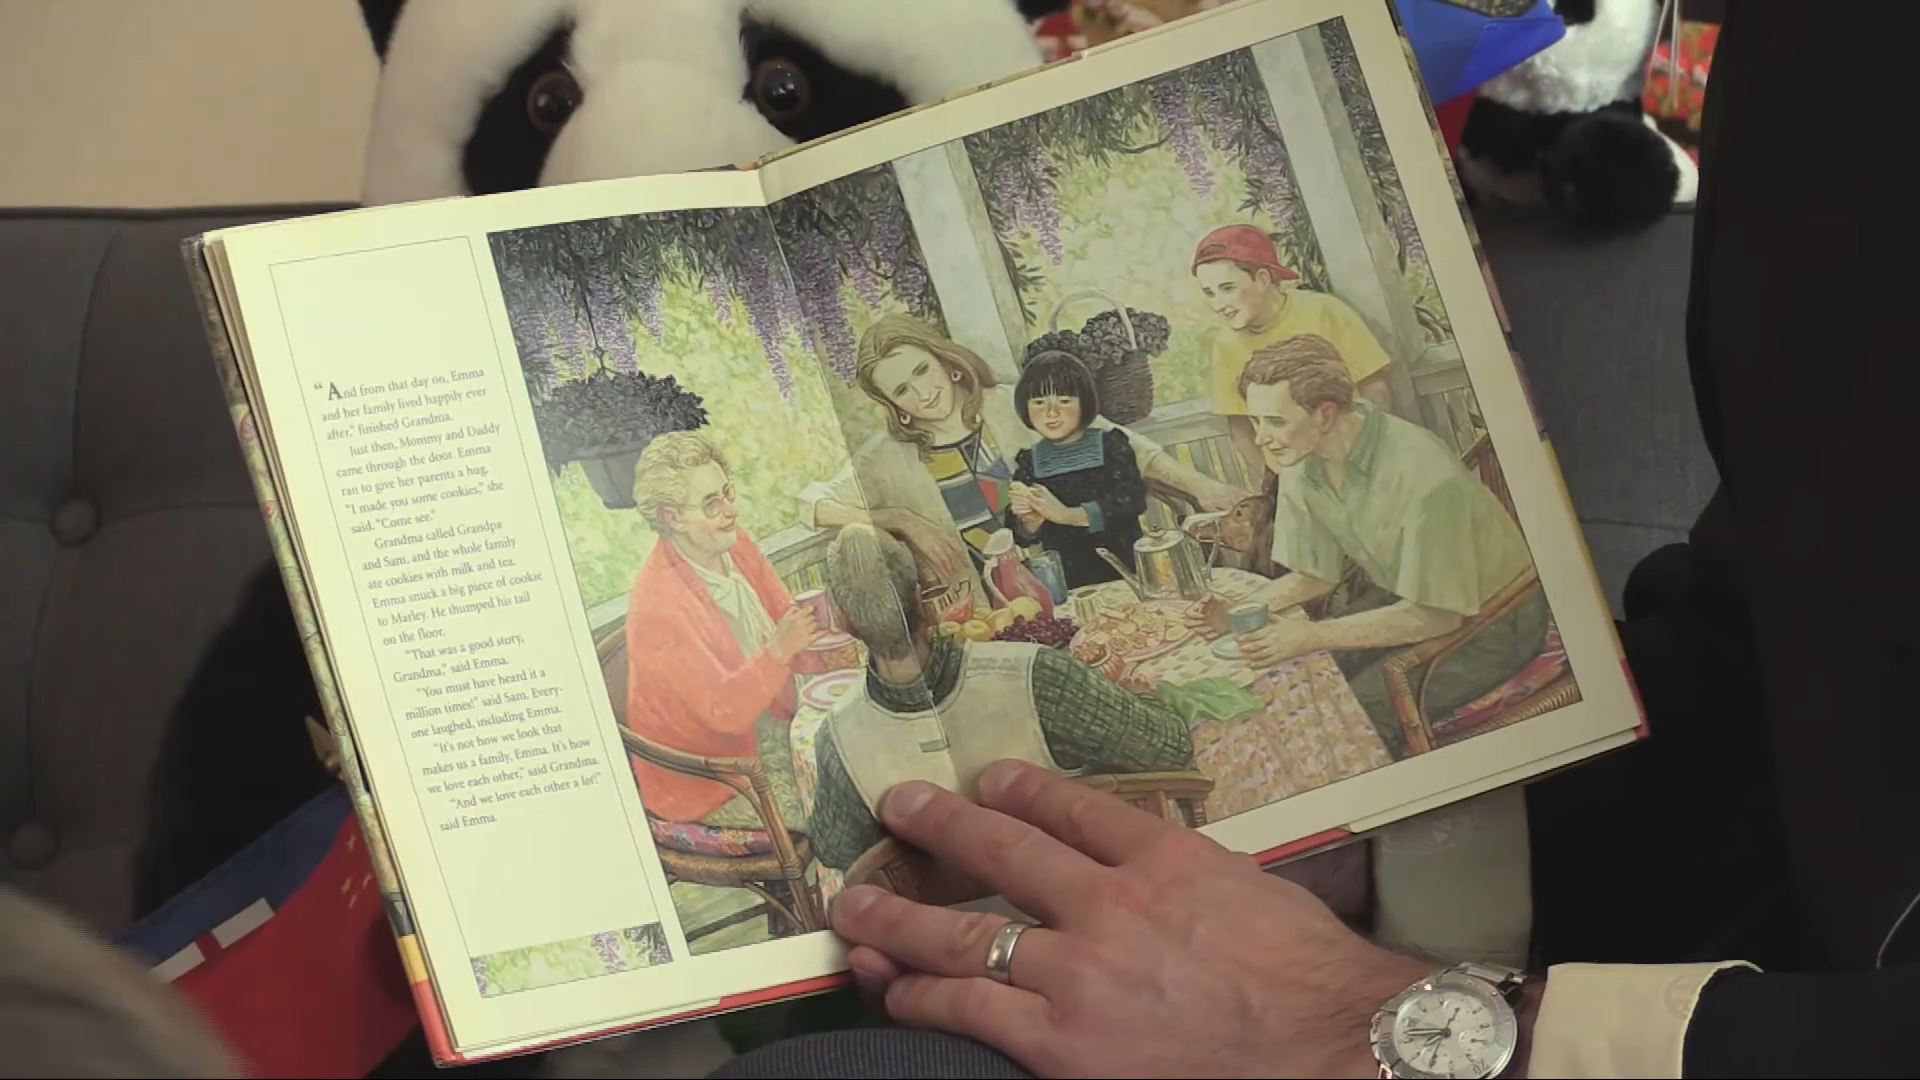 “And from that day on, Emma
and her family lived happily ever
after,” finished Grandma.
Just then, Mommy and Daddy
came through the door. Emma
ran to give her parents a hug.
“I made you some cookies,” she
said. “Come see.”
Grandma called Grandpa
and Sam, and the whole family
ate cookies with milk and tea.
Emma snuck a big piece of cookie
to Marley. He thumped his tail
on the floor.
“That was a good story,
Grandma,” said Emma.
“You must have heard it a
million times!” said Sam. Every-
one laughed, including Emma.
“It’s not how we look that
makes us a family, Emma. It’s how
we love each other,” said Grandma.
“And we love each other a lot!”
said Emma.